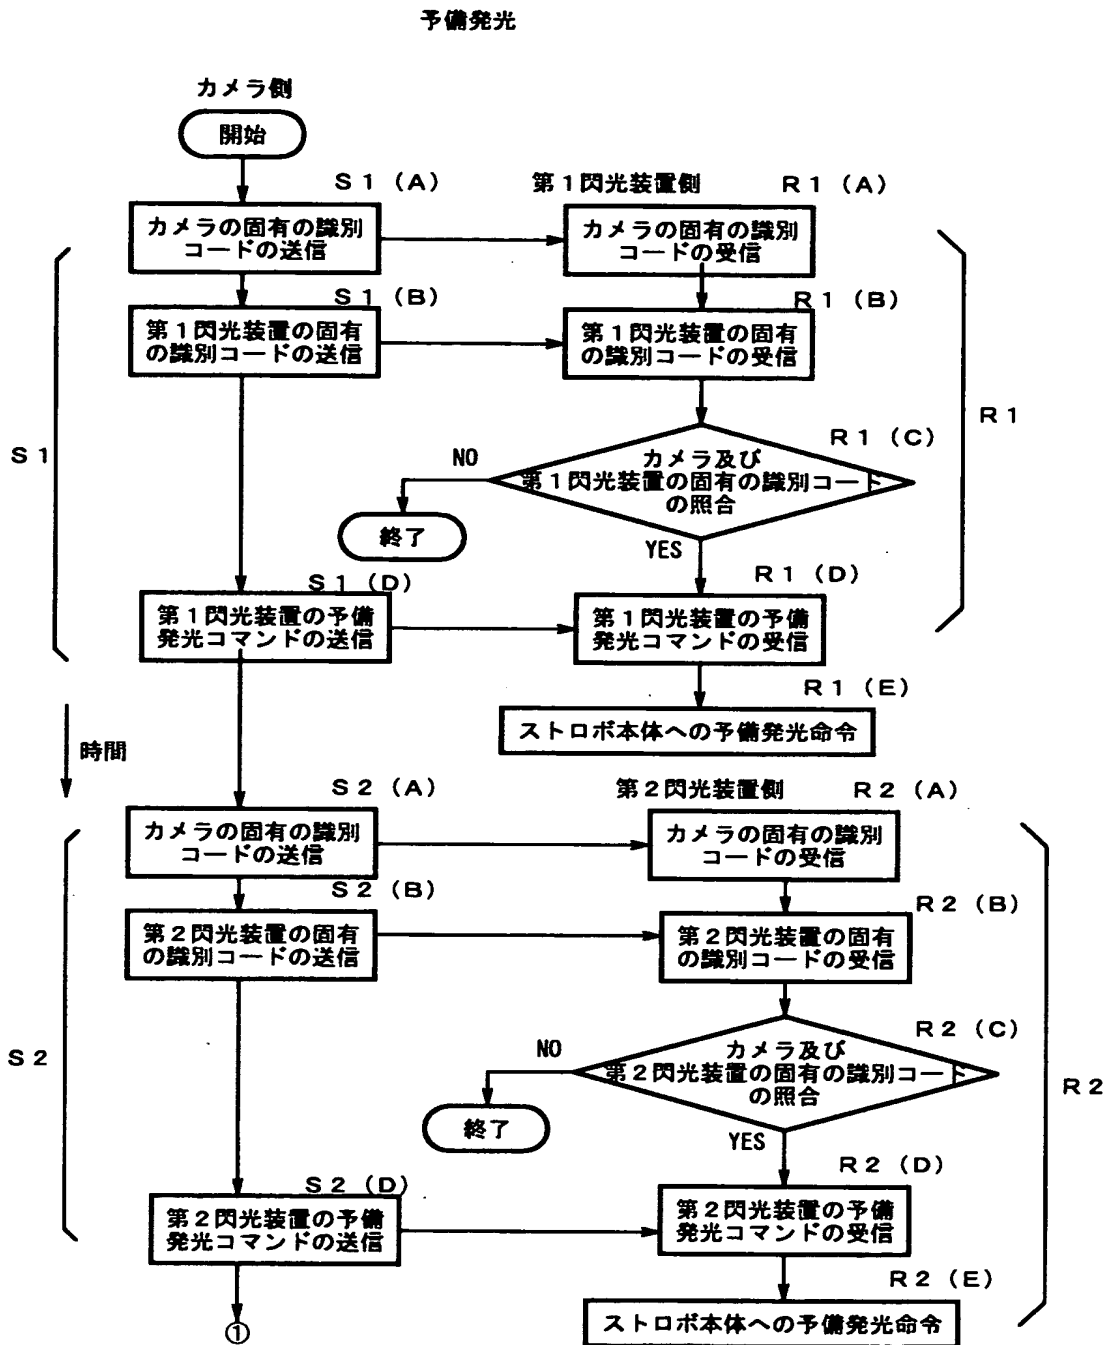 予備発光
カメラ側
開始
S1(A)
第1閃光装置側
R1(A)
カメラの固有の識別
コードの送信
カメラの固有の識別
コードの受信
S1(B)
R1(B)
第1閃光装置の固有
の識別コードの送信
第1閃光装置の固有
の識別コードの受信
S1
R1
R1(C)
カメラ及び
第1閃光装置の固有の識別コード
の照合
NO
終了
YES
S1(D)
R1(D)
第1閃光装置の予備
発光コマンドの送信
第1閃光装置の予備
発光コマンドの受信
R1(E)
ストロボ本体への予備発光命令
時間
S2(A)
第2閃光装置側
R2(A)
カメラの固有の識別
コードの送信
カメラの固有の識別
コードの受信
S2(B)
R2(B)
第2閃光装置の固有
の識別コードの送信
第2閃光装置の固有
の識別コードの受信
S2
R2
R2(C)
カメラ及び
第2閃光装置の固有の識別コード
の照合
NO
終了
YES
S2(D)
R2(D)
第2閃光装置の予備
発光コマンドの送信
第2閃光装置の予備
発光コマンドの受信
R2(E)
ストロボ本体への予備発光命令
①